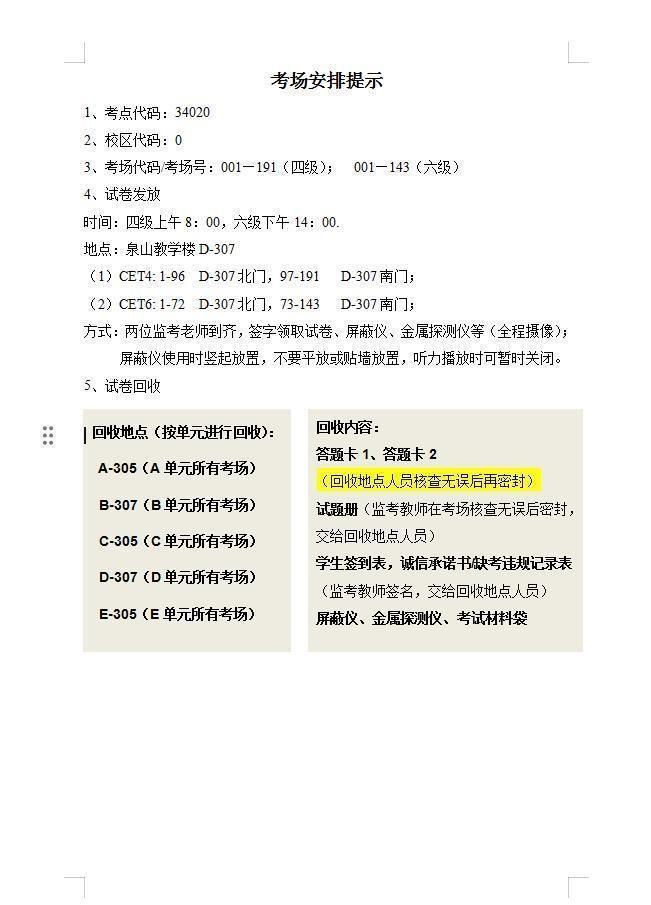 考场安排提示
1、考点代码：34020
2、校区代码：0
3、考场代码/考场号：001－191（四级）； 001－143（六级）
4、试卷发放
时间：四级上午 8：00，六级下午 14：00.
地点：泉山教学楼 D-307
（1）CET4: 1-96 D-307 北门，97-191 D-307 南门；
（2）CET6: 1-72 D-307 北门，73-143 D-307 南门；
方式：两位监考老师到齐，签字领取试卷、屏蔽仪、金属探测仪等（全程摄像）；
屏蔽仪使用时竖起放置，不要平放或贴墙放置，听力播放时可暂时关闭。
5、试卷回收
回收地点（按单元进行回收）：
A-305（A 单元所有考场）
B-307（B 单元所有考场）
C-305（C 单元所有考场）
D-307（D 单元所有考场）
E-305（E 单元所有考场）
回收内容：
答题卡 1、答题卡 2
（回收地点人员核查无误后再密封）
试题册（监考教师在考场核查无误后密封，
交给回收地点人员）
学生签到表，诚信承诺书/缺考违规记录表
（监考教师签名，交给回收地点人员）
屏蔽仪、金属探测仪、考试材料袋